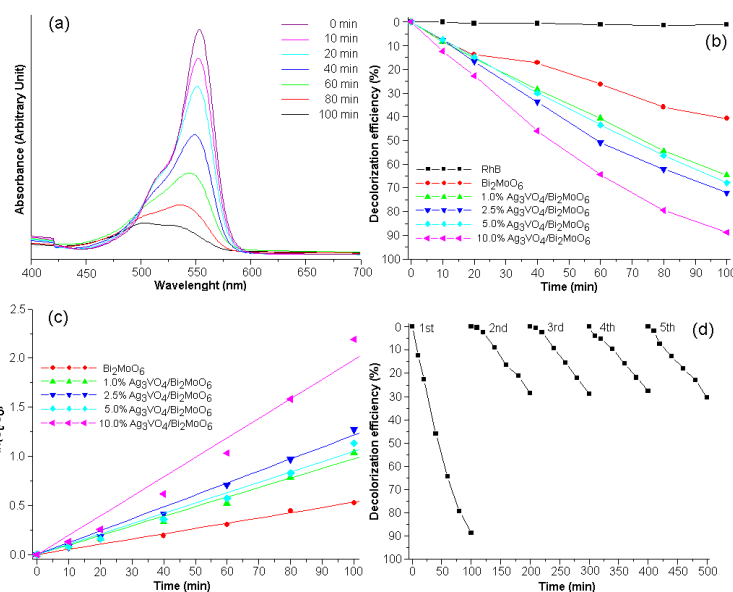 (a)
0 min
10 min
20 min
40 min
60 min
80 min
100 min
Absorbance (Arbitrary Unit)
400 450 500 550 600 650 700
Wavelenght (nm)
(b)
0
10
20
30
40
50
60
70
80
90
100
Decolorization efficiency (%)
RhB
Bi2MoO6
1.0% Ag3VO4/Bi2MoO6
2.5% Ag3VO4/Bi2MoO6
5.0% Ag3VO4/Bi2MoO6
10.0% Ag3VO4/Bi2MoO6
0 10 20 30 40 50 60 70 80 90 100
Time (min)
(c)
2.5
2.0
1.5
1.0
0.5
0.0
Bi2MoO6
1.0% Ag3VO4/Bi2MoO6
2.5% Ag3VO4/Bi2MoO6
5.0% Ag3VO4/Bi2MoO6
10.0% Ag3VO4/Bi2MoO6
0 10 20 30 40 50 60 70 80 90 100
Time (min)
(d)
1st 2nd 3rd 4th 5th
0
10
20
30
40
50
60
70
80
90
100
Decolorization efficiency (%)
0 50 100 150 200 250 300 350 400 450 500
Time (min)